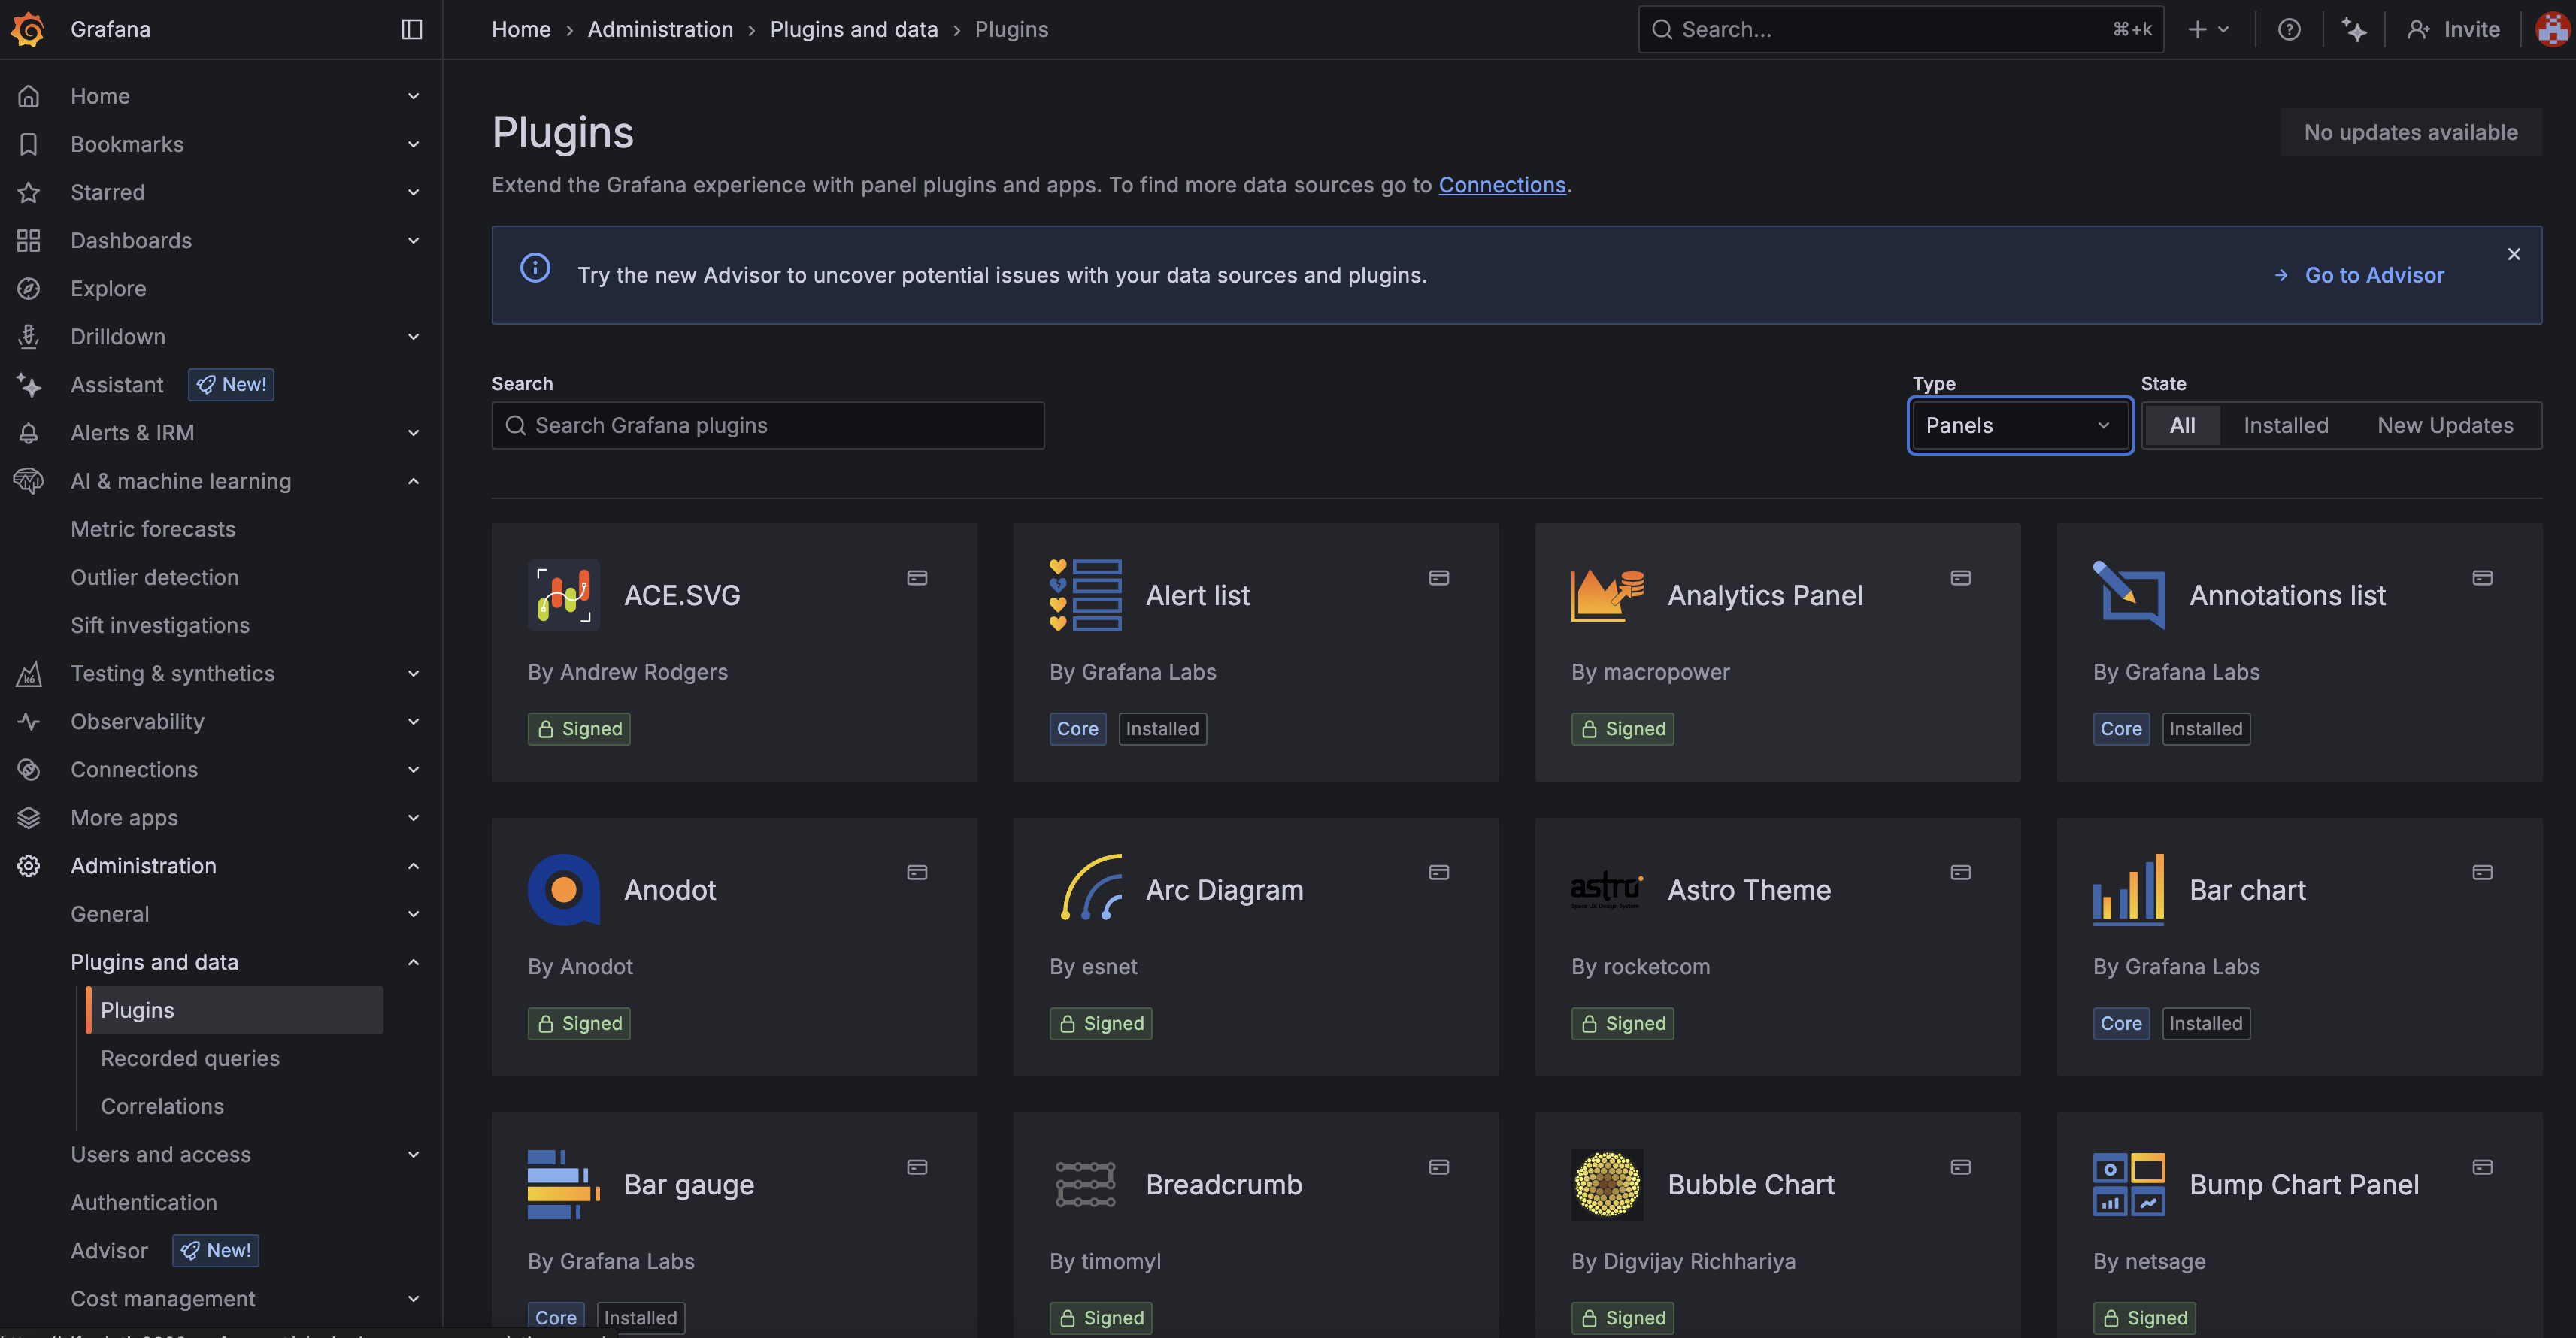 Grafana
Home › Administration › Plugins and data › Plugins
Search...
⌘+k
Invite
Home
Bookmarks
Starred
Dashboards
Explore
Drilldown
Assistant
New!
Alerts & IRM
AI & machine learning
Metric forecasts
Outlier detection
Sift investigations
k6
Testing & synthetics
Observability
Connections
More apps
Administration
General
Plugins and data
Plugins
Recorded queries
Correlations
Users and access
Authentication
Advisor
New!
Cost management
Plugins
No updates available
Extend the Grafana experience with panel plugins and apps. To find more data sources go to Connections.
Try the new Advisor to uncover potential issues with your data sources and plugins.
→ Go to Advisor
Search
Search Grafana plugins
Type
Panels
State
All
Installed
New Updates
ACE.SVG
By Andrew Rodgers
Signed
Alert list
By Grafana Labs
Core
Installed
Analytics Panel
By macropower
Signed
Annotations list
By Grafana Labs
Core
Installed
Anodot
By Anodot
Signed
Arc Diagram
By esnet
Signed
astro
Space UX Design System
Astro Theme
By rocketcom
Signed
Bar chart
By Grafana Labs
Core
Installed
Bar gauge
By Grafana Labs
Core
Installed
Breadcrumb
By timomyl
Signed
Bubble Chart
By Digvijay Richhariya
Signed
Bump Chart Panel
By netsage
Signed